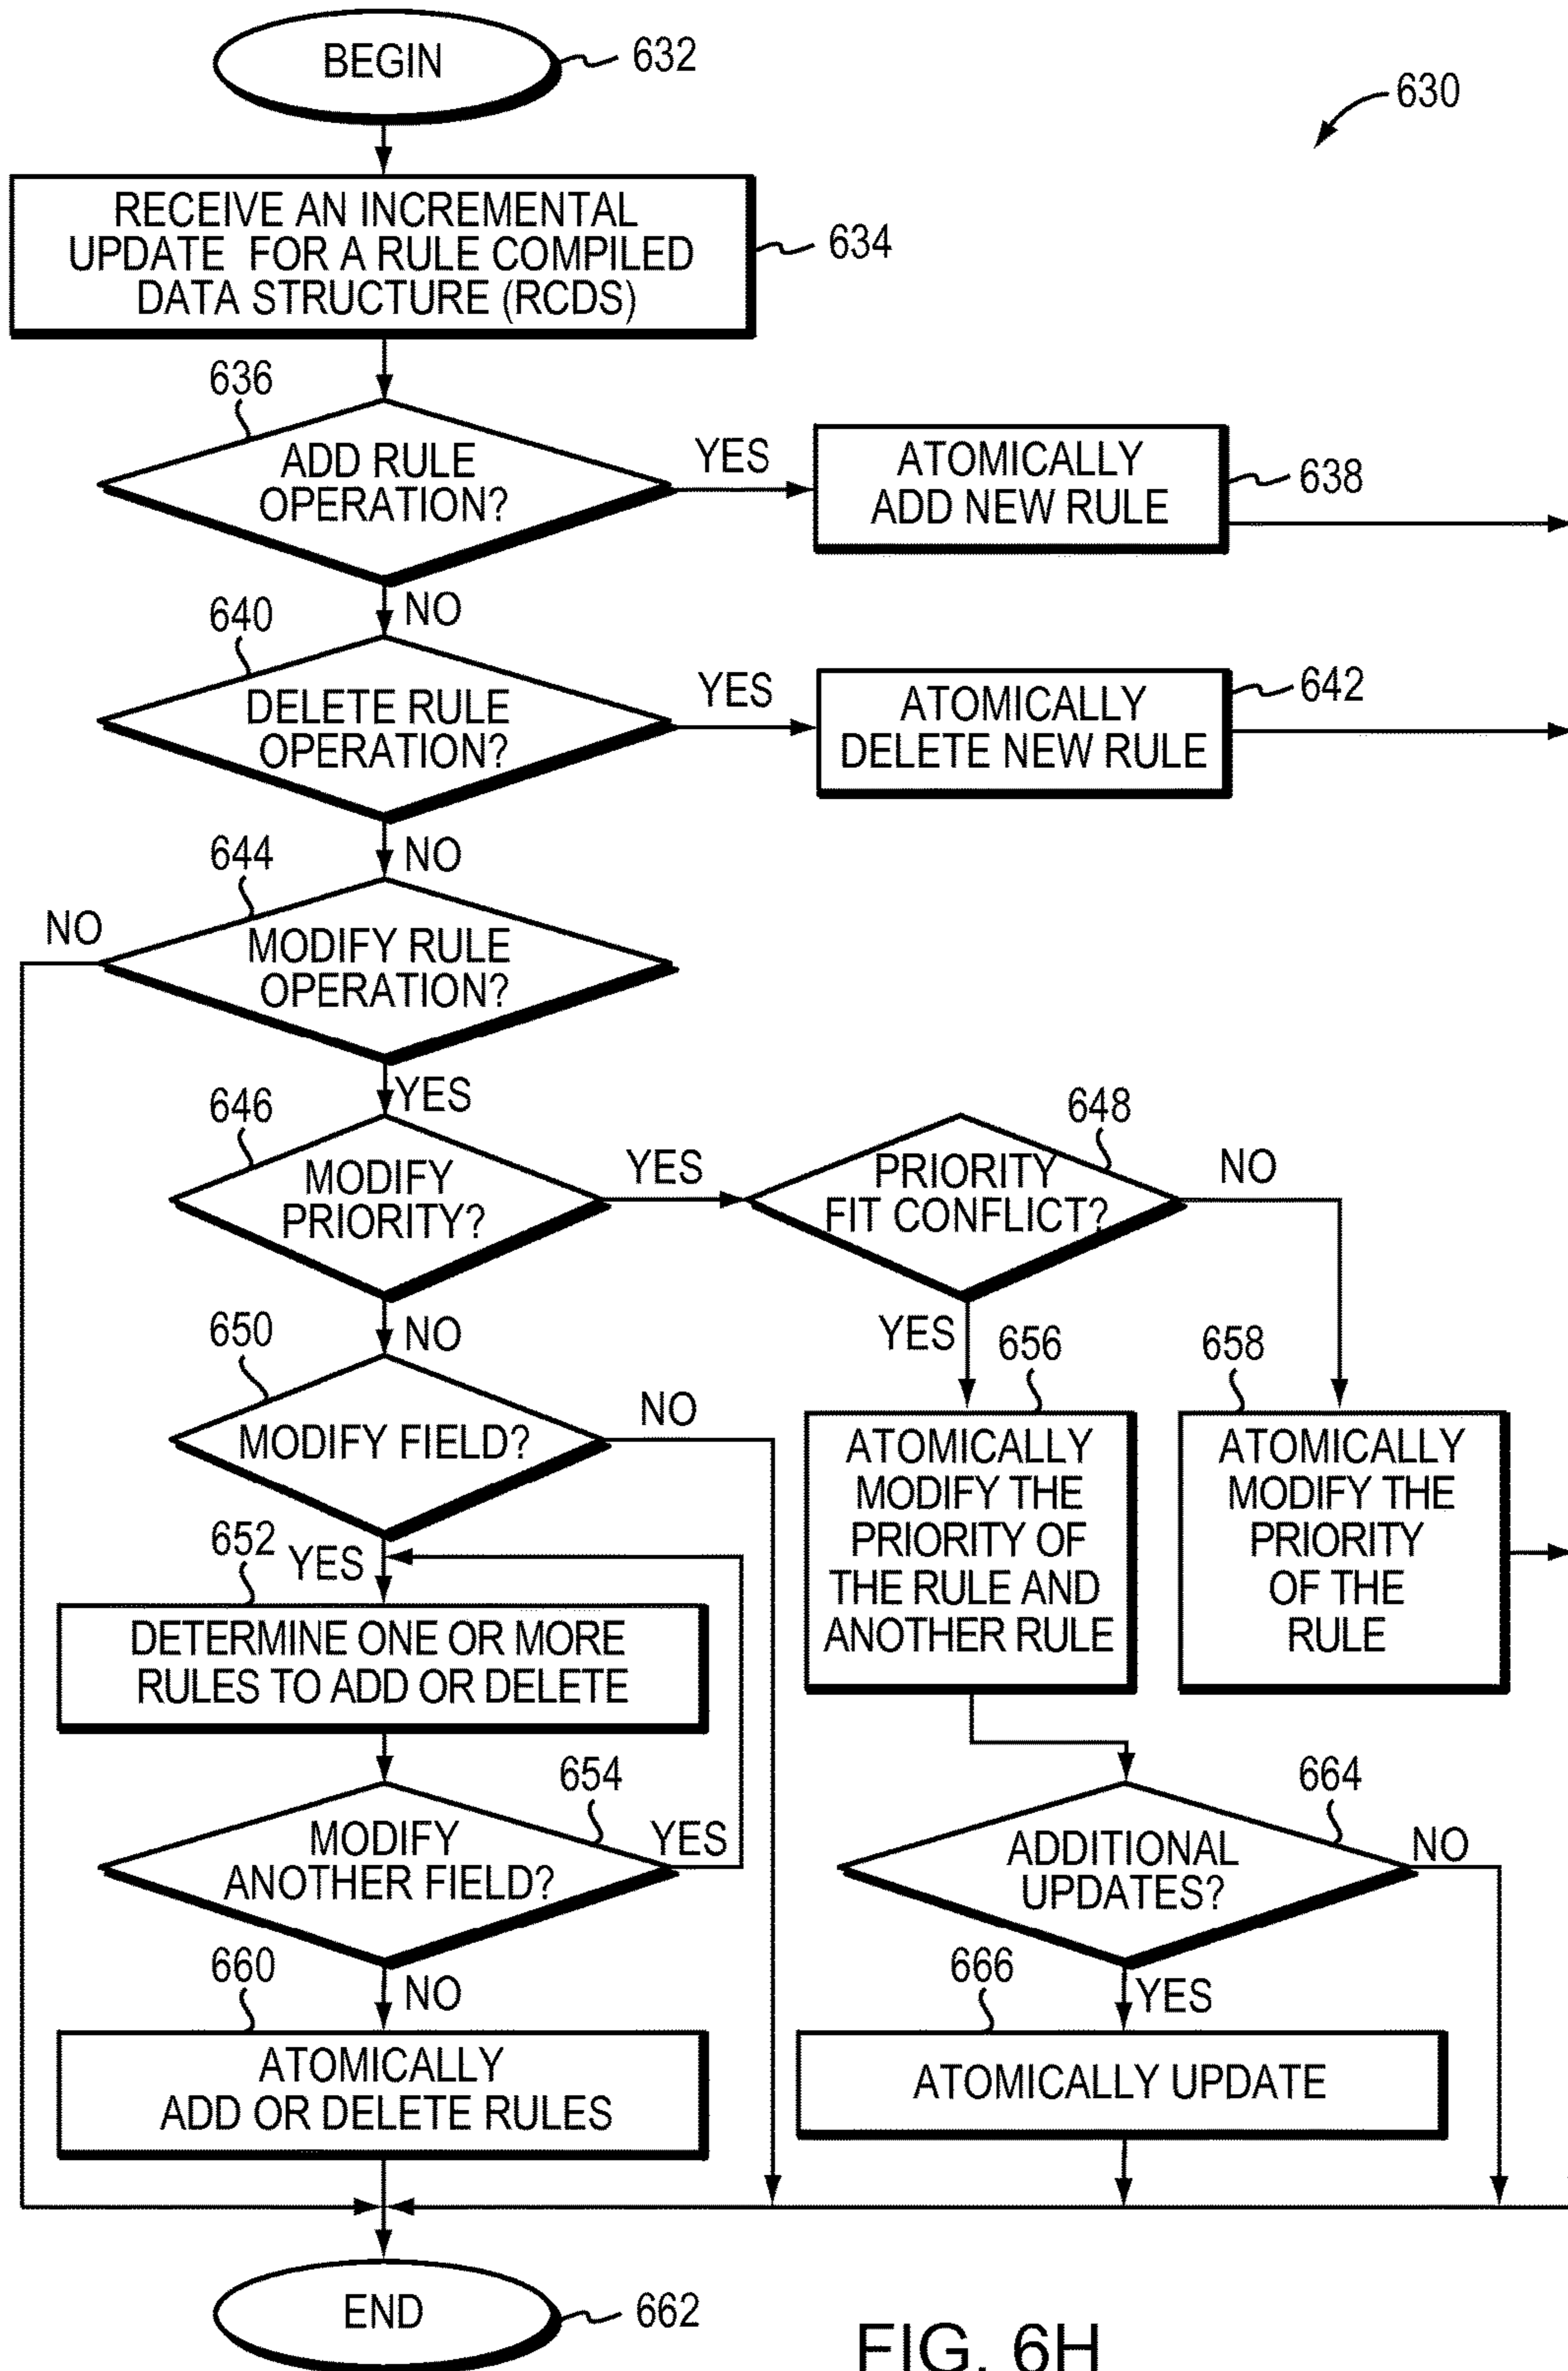 BEGIN
632
630
RECEIVE AN INCREMENTAL
UPDATE FOR A RULE COMPILED
DATA STRUCTURE (RCDS)
634
636
ADD RULE
OPERATION?
YES
ATOMICALLY
ADD NEW RULE
638
NO
640
DELETE RULE
OPERATION?
YES
ATOMICALLY
DELETE NEW RULE
642
NO
644
NO
MODIFY RULE
OPERATION?
YES
646
MODIFY
PRIORITY?
YES
648
PRIORITY
FIT CONFLICT?
NO
NO
650
MODIFY FIELD?
NO
YES
656
ATOMICALLY
MODIFY THE
PRIORITY OF
THE RULE AND
ANOTHER RULE
658
ATOMICALLY
MODIFY THE
PRIORITY
OF THE
RULE
652
YES
DETERMINE ONE OR MORE
RULES TO ADD OR DELETE
654
MODIFY
ANOTHER FIELD?
YES
664
ADDITIONAL
UPDATES?
NO
660
NO
ATOMICALLY
ADD OR DELETE RULES
666
YES
ATOMICALLY UPDATE
END
662
FIG. 6H